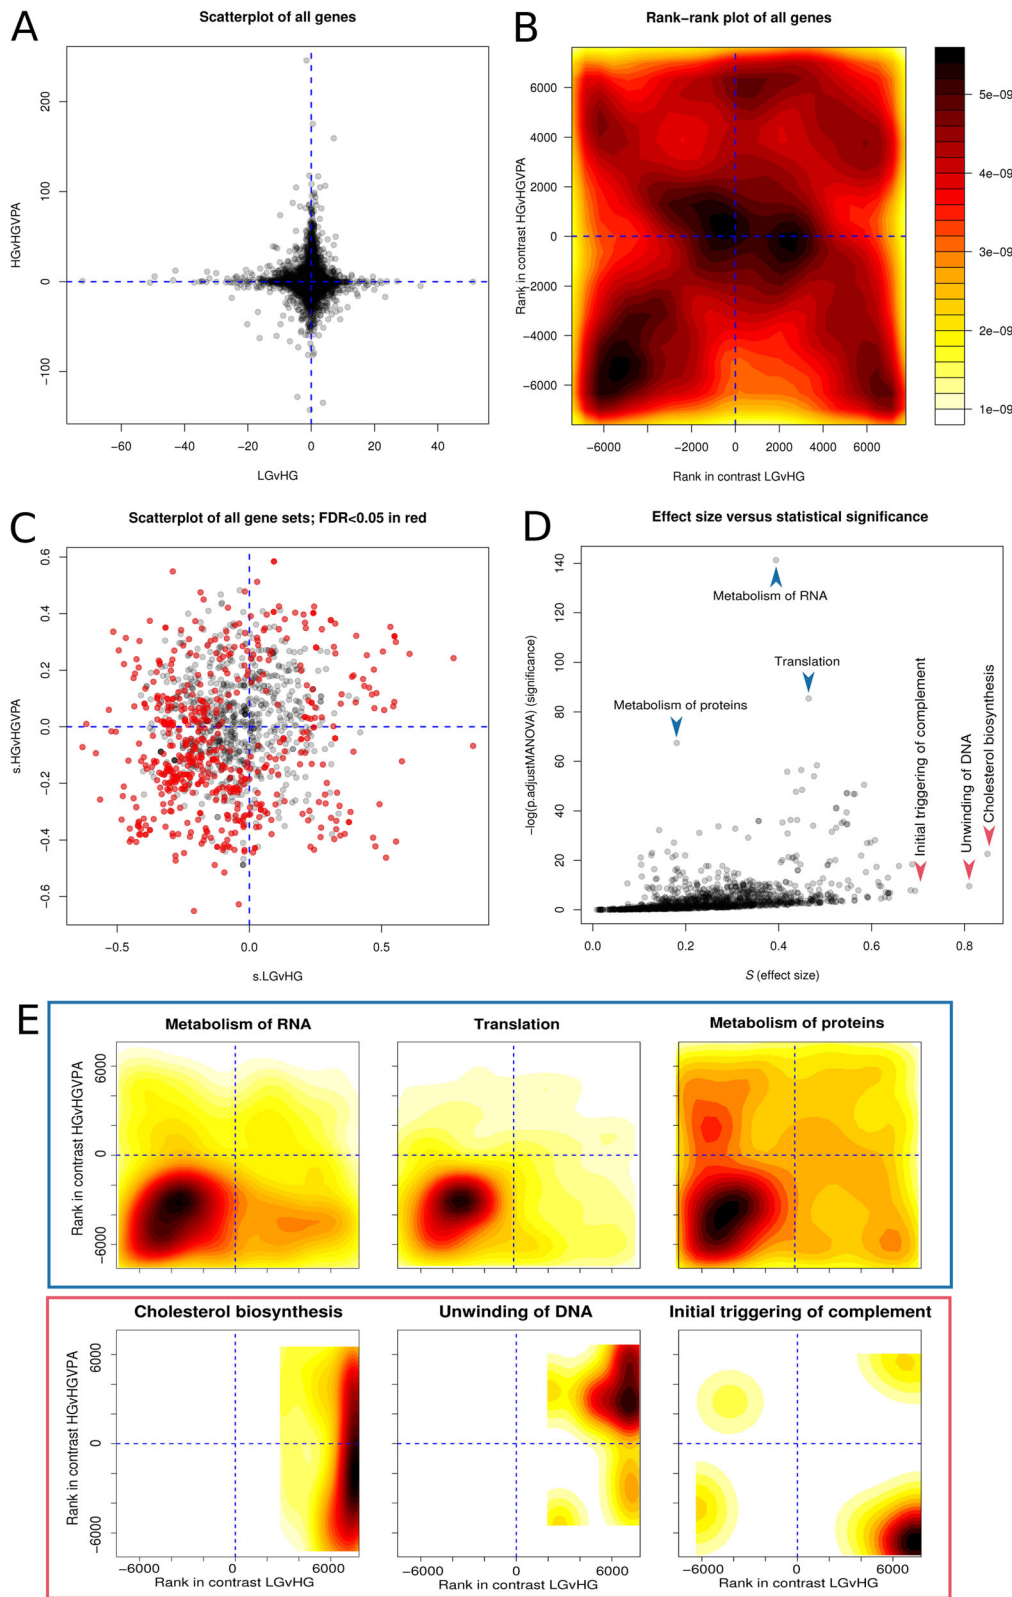 A
Scatterplot of all genes
HGvHGVPA
200
100
0
−100
−60
−40
−20
0
20
40
LGvHG
B
Rank−rank plot of all genes
Rank in contrast HGvHGVPA
6000
4000
2000
0
−2000
−4000
−6000
−6000
−2000
0
2000
4000
6000
Rank in contrast LGvHG
5e−09
4e−09
3e−09
2e−09
1e−09
C
Scatterplot of all gene sets; FDR<0.05 in red
s.HGvHGVPA
0.6
0.4
0.2
0.0
−0.2
−0.4
−0.6
−0.5
0.0
0.5
s.LGvHG
D
Effect size versus statistical significance
−log(p.adjustMANOVA) (significance)
140
120
100
80
60
40
20
0
Metabolism of RNA
Translation
Metabolism of proteins
Initial triggering of complement
Unwinding of DNA
Cholesterol biosynthesis
0.0
0.2
0.4
0.6
0.8
S (effect size)
E
Metabolism of RNA
Translation
Metabolism of proteins
Rank in contrast HGvHGVPA
6000
0
−6000
Cholesterol biosynthesis
Unwinding of DNA
Initial triggering of complement
Rank in contrast HGvHGVPA
6000
0
−6000
−6000
0
6000
Rank in contrast LGvHG
−6000
0
6000
Rank in contrast LGvHG
−6000
0
6000
Rank in contrast LGvHG